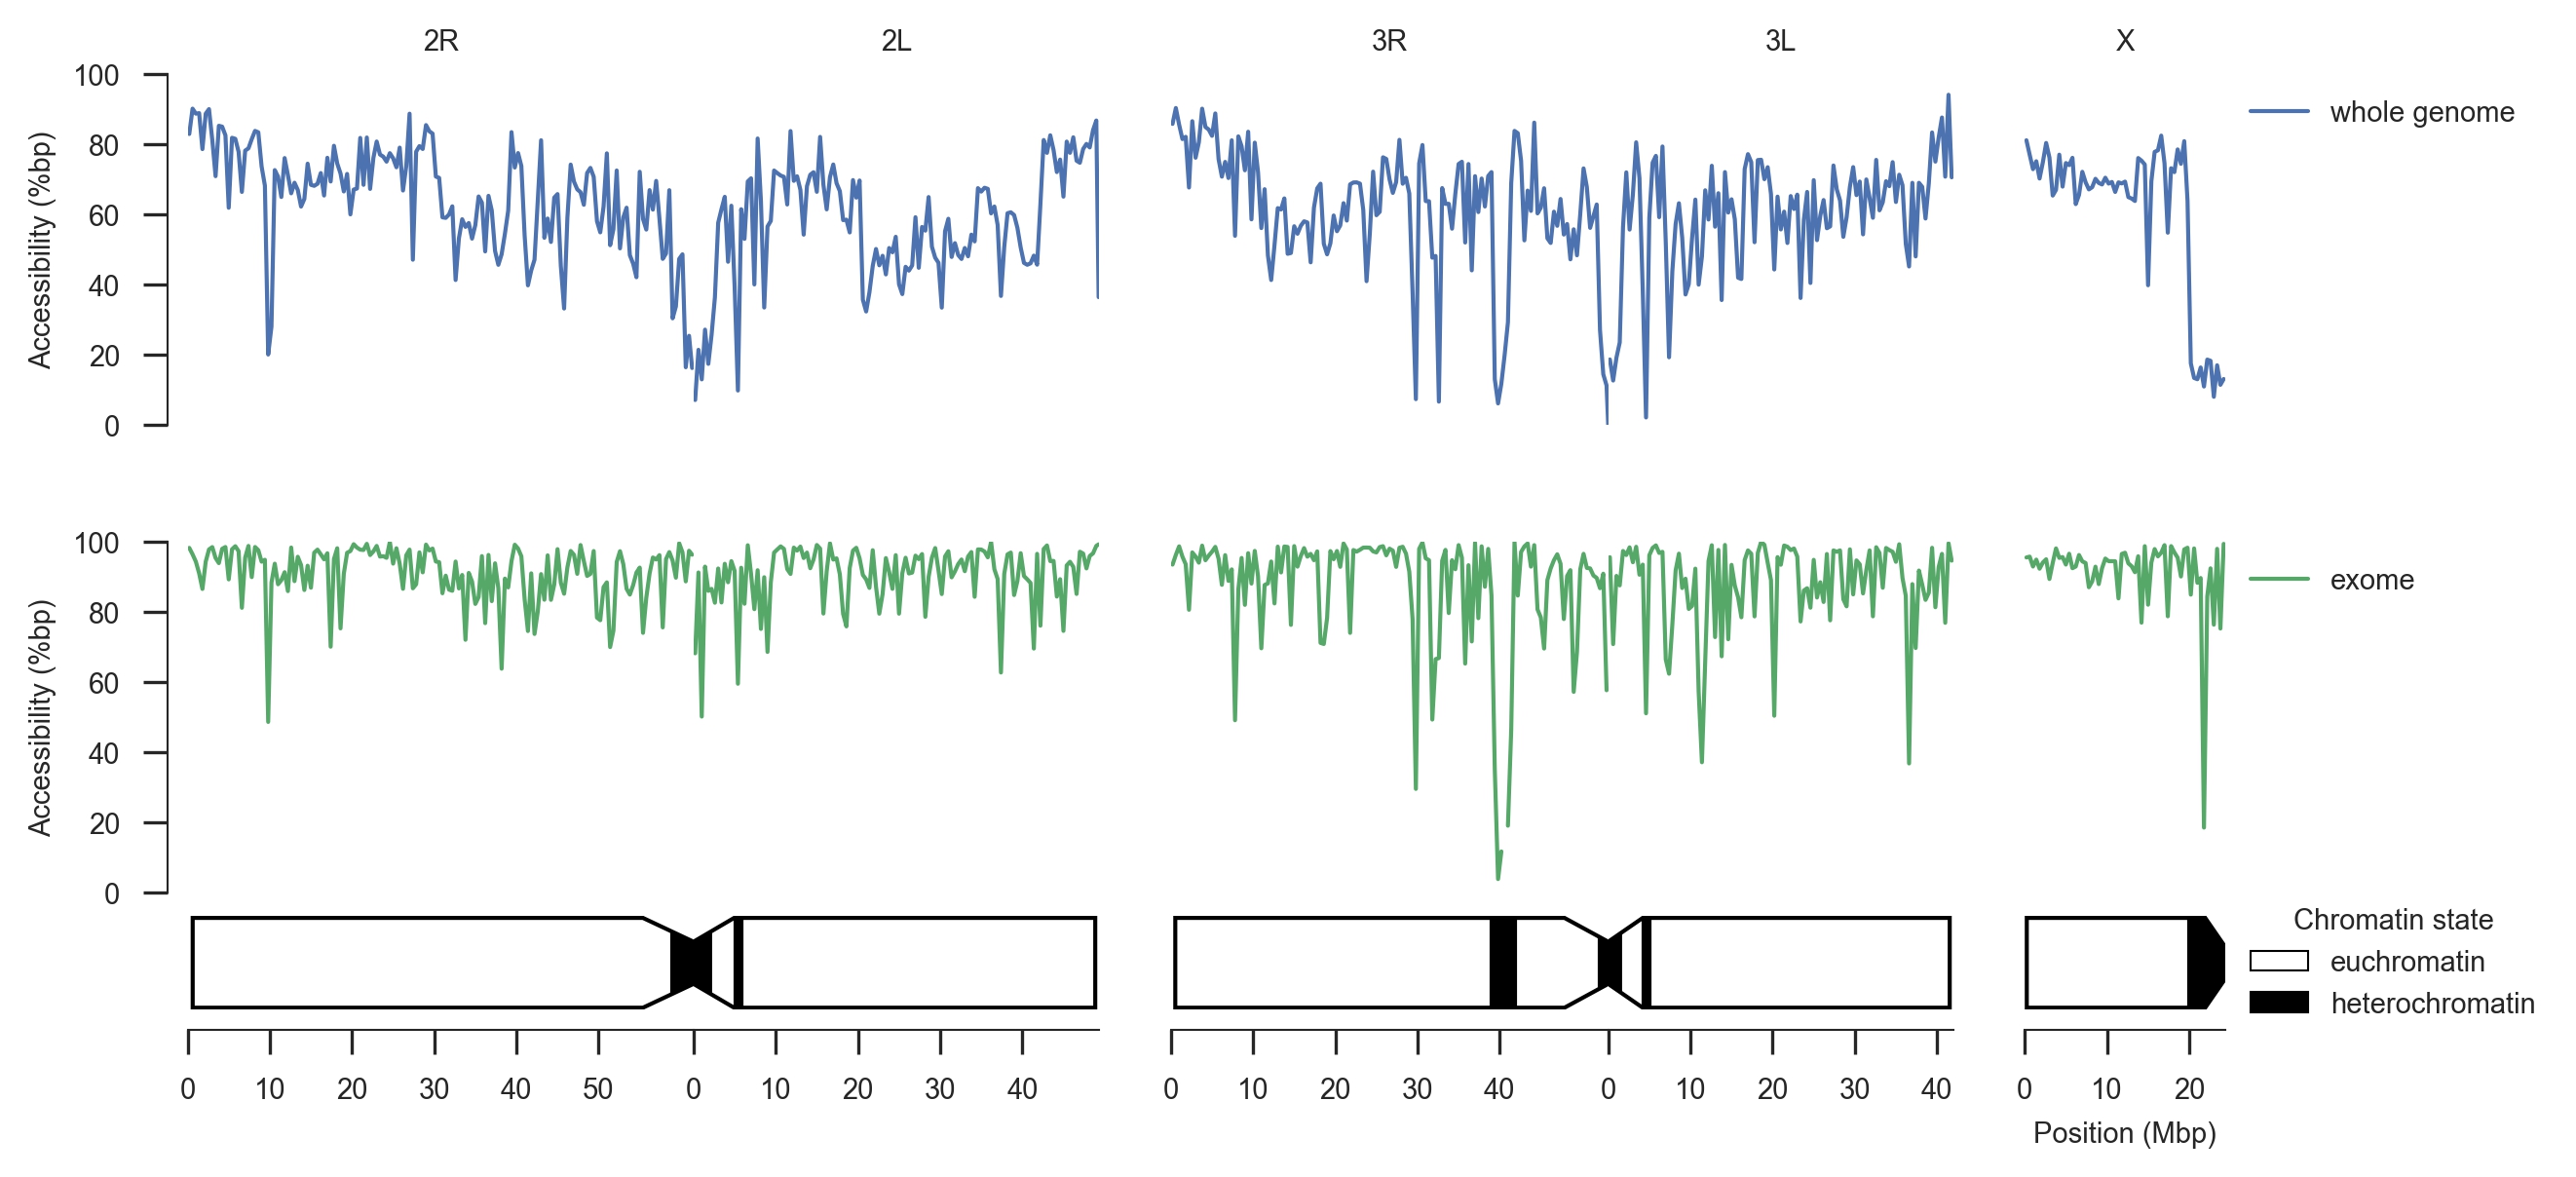 2R 2L 3R 3L X
100
80
60
40
20
0
Accessibility (%bp)
whole genome
100
80
60
40
20
0
Accessibility (%bp)
exome
Chromatin state
euchromatin
heterochromatin
0 10 20 30 40 50 0 10 20 30 40 0 10 20 30 40 0 10 20 30 40 0 10 20
Position (Mbp)